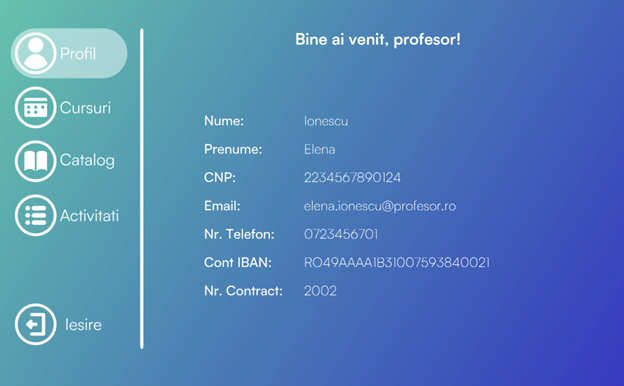 Bine ai venit, profesor!
Profil
Cursuri
Catalog
Activitati
Iesire
Nume: Ionescu
Prenume: Elena
CNP: 2234567890124
Email: elena.ionescu@profesor.ro
Nr. Telefon: 0723456701
Cont IBAN: RO49AAAA1B31007593840021
Nr. Contract: 2002